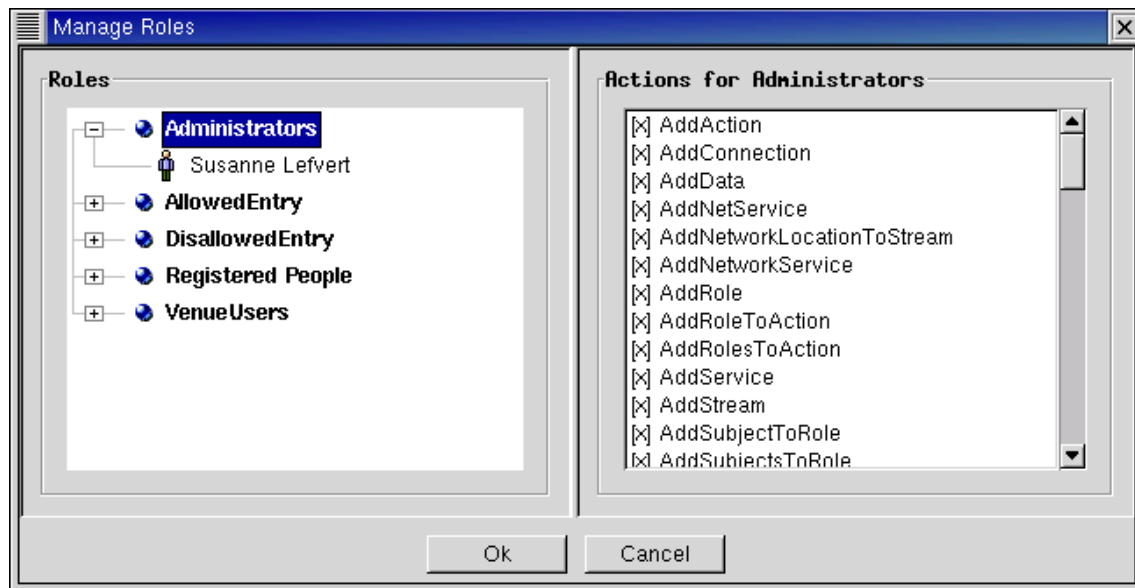 Manage Roles
Roles
Administrators
Susanne Lefvert
AllowedEntry
DisallowedEntry
Registered People
VenueUsers
Actions for Administrators
[x] AddAction
[x] AddConnection
[x] AddData
[x] AddNetService
[x] AddNetworkLocationToStream
[x] AddNetworkService
[x] AddRole
[x] AddRoleToAction
[x] AddRolesToAction
[x] AddService
[x] AddStream
[x] AddSubjectToRole
[x] AddSubjectsToRole
Ok Cancel